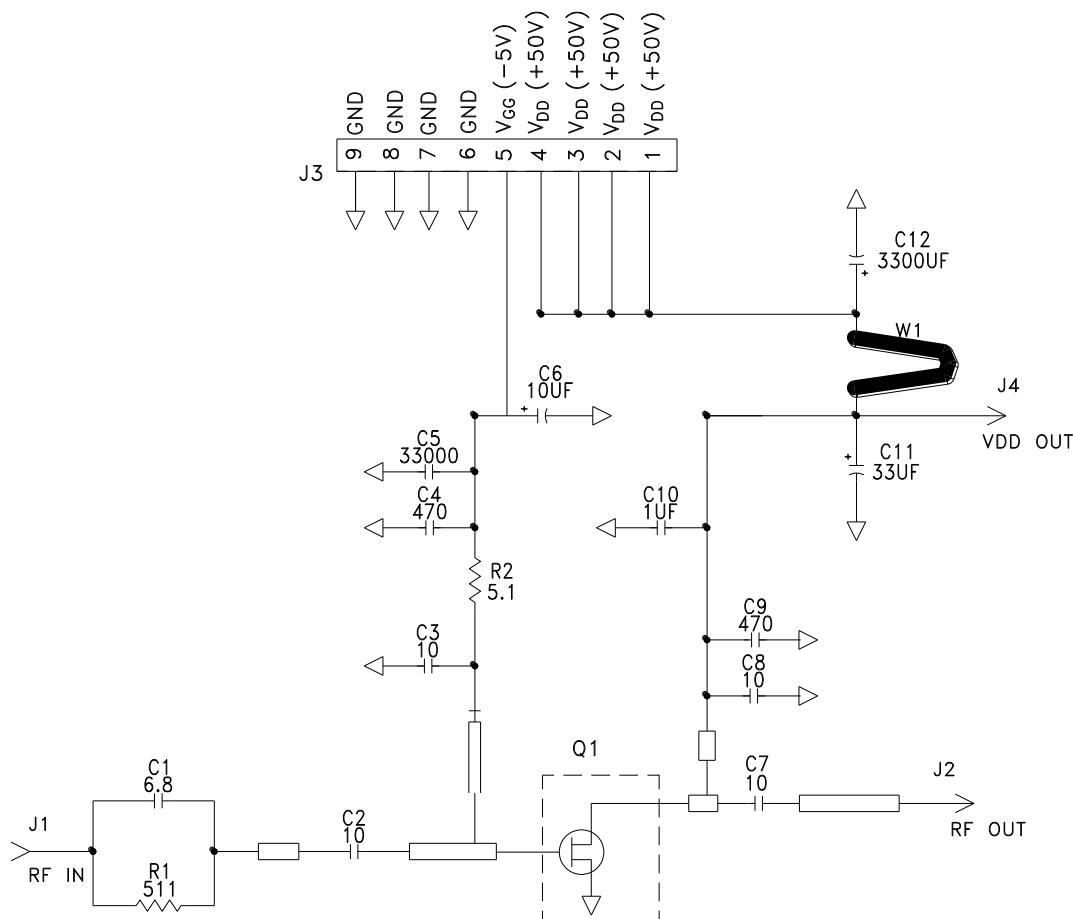 GND
GND
GND
GND
VGG (-5V)
VDD (+50V)
VDD (+50V)
VDD (+50V)
VDD (+50V)
J3
9
8
7
6
5
4
3
2
1
C12
3300UF
+
W1
C6
10UF
+
J4
VDD OUT
C5
33000
C11
33UF
+
C4
470
C10
1UF
R2
5.1
C9
470
C3
10
C8
10
Q1
C1
6.8
C7
10
J2
RF OUT
J1
RF IN
C2
10
R1
511